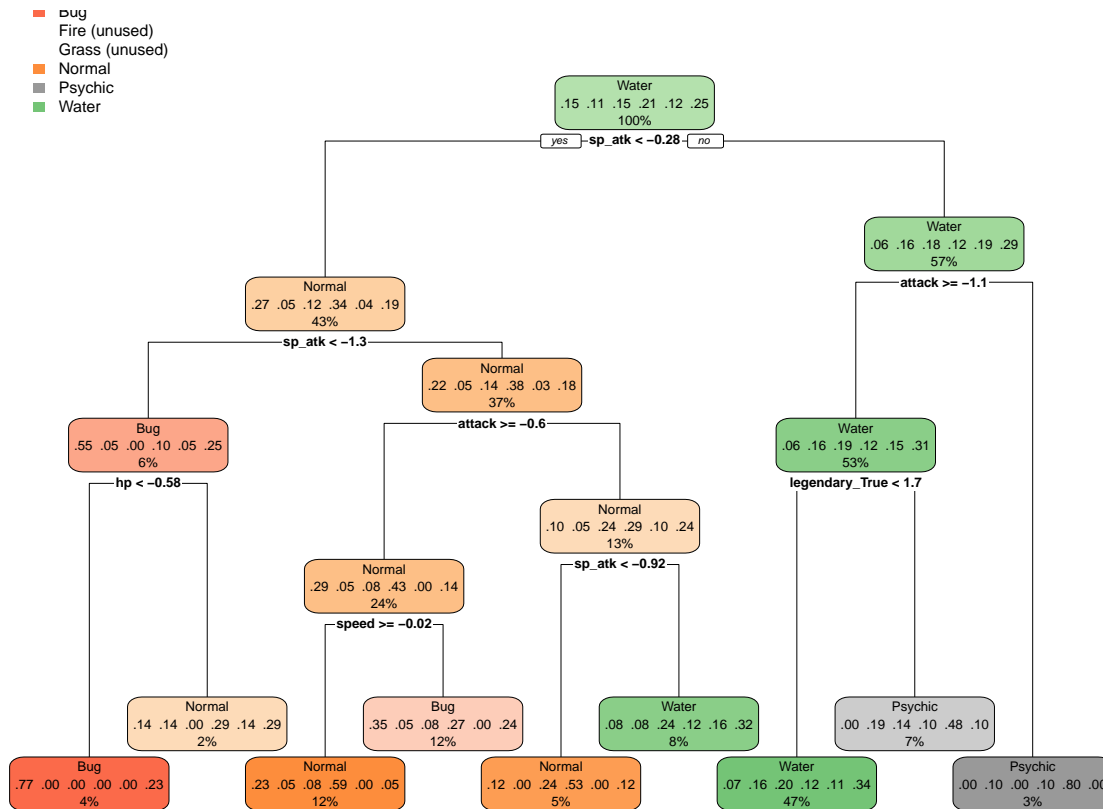 Bug
Fire (unused)
Grass (unused)
Normal
Psychic
Water
Water
.15 .11 .15 .21 .12 .25
100%
yes sp_atk < −0.28 no
Water
.06 .16 .18 .12 .19 .29
57%
attack >= −1.1
Normal
.27 .05 .12 .34 .04 .19
43%
sp_atk < −1.3
Normal
.22 .05 .14 .38 .03 .18
37%
attack >= −0.6
Bug
.55 .05 .00 .10 .05 .25
6%
hp < −0.58
Water
.06 .16 .19 .12 .15 .31
53%
legendary_True < 1.7
Normal
.10 .05 .24 .29 .10 .24
13%
sp_atk < −0.92
Normal
.29 .05 .08 .43 .00 .14
24%
speed >= −0.02
Normal
.14 .14 .00 .29 .14 .29
2%
Bug
.35 .05 .08 .27 .00 .24
12%
Water
.08 .08 .24 .12 .16 .32
8%
Psychic
.00 .19 .14 .10 .48 .10
7%
Bug
.77 .00 .00 .00 .00 .23
4%
Normal
.23 .05 .08 .59 .00 .05
12%
Normal
.12 .00 .24 .53 .00 .12
5%
Water
.07 .16 .20 .12 .11 .34
47%
Psychic
.00 .10 .00 .10 .80 .00
3%